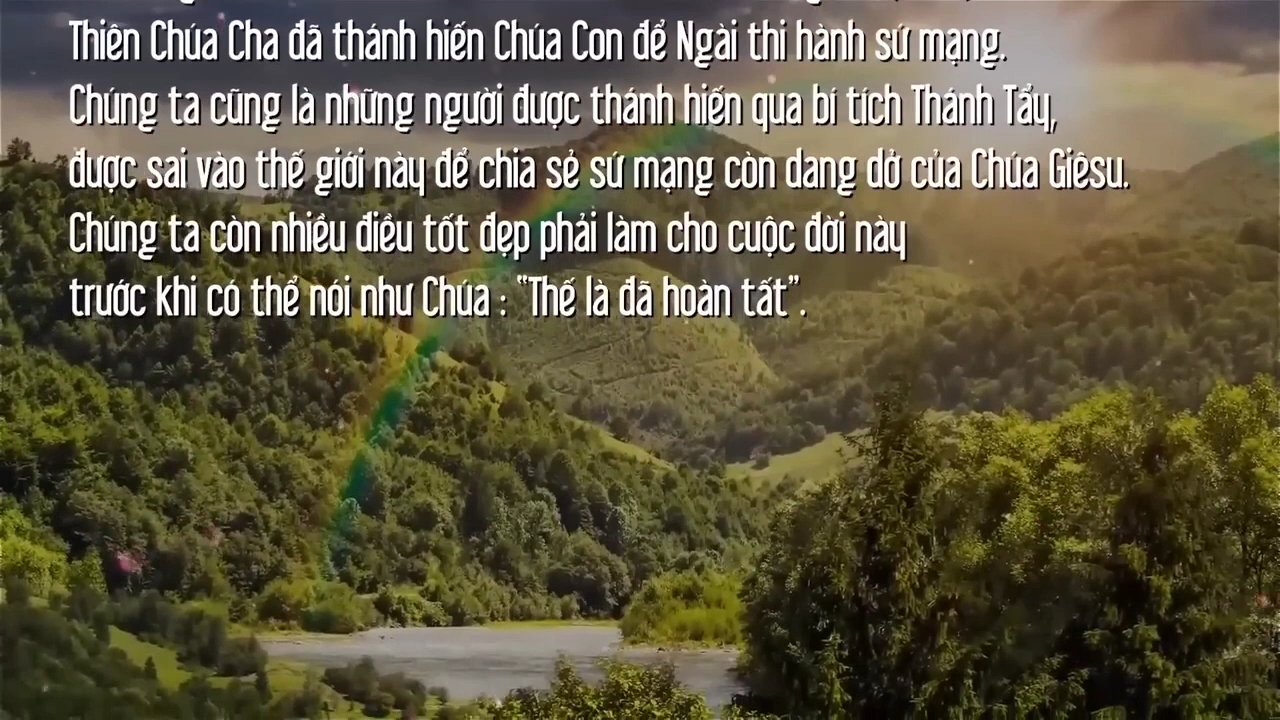 Thiên Chúa Cha đã thánh hiến Chúa Con để Ngài thi hành sứ mạng.
Chúng ta cũng là những người được thánh hiến qua bí tích Thánh Tẩy,
được sai vào thế giới này để chia sẻ sứ mạng còn dang dở của Chúa Giêsu.
Chúng ta còn nhiều điều tốt đẹp phải làm cho cuộc đời này
trước khi có thể nói như Chúa : “Thế là đã hoàn tất”.